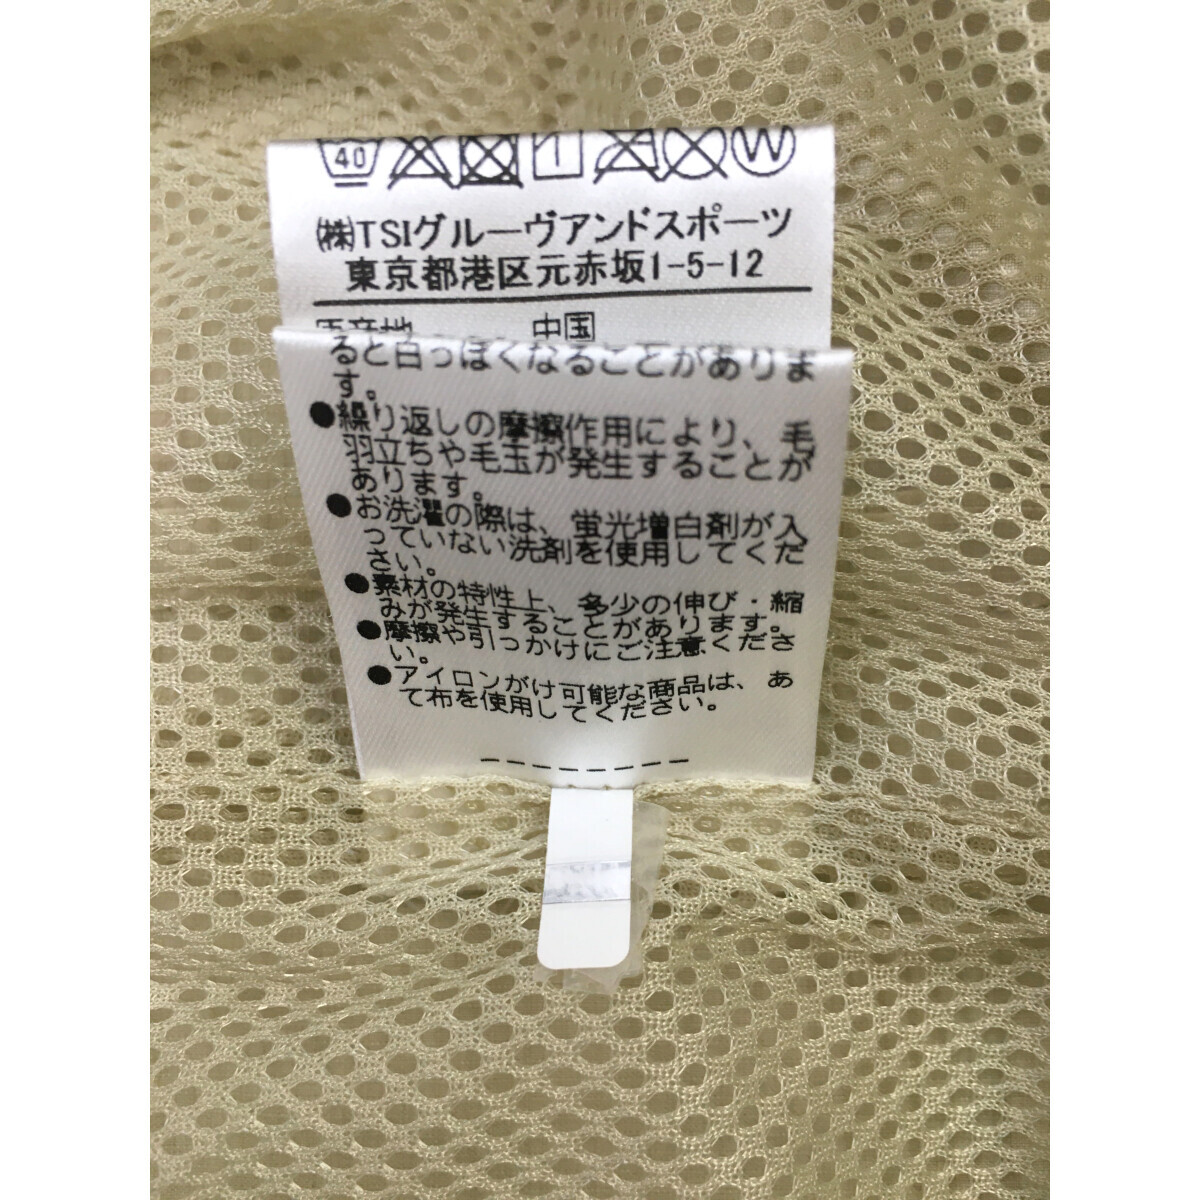 40
W
㈱TSIグルーヴアンドスポーツ
東京都港区元赤坂1-5-12
原産地 中国
ると白っぽくなることがありま
す。
●繰り返しの摩擦作用により、毛
羽立ちや毛玉が発生することが
あります。
●お洗濯の際は、蛍光増白剤が入
っていない洗剤を使用してくだ
さい。
●素材の特性上、多少の伸び・縮
みが発生することがあります。
●摩擦や引っかけにご注意くださ
い。
●アイロンがけ可能な商品は、あ
て布を使用してください。